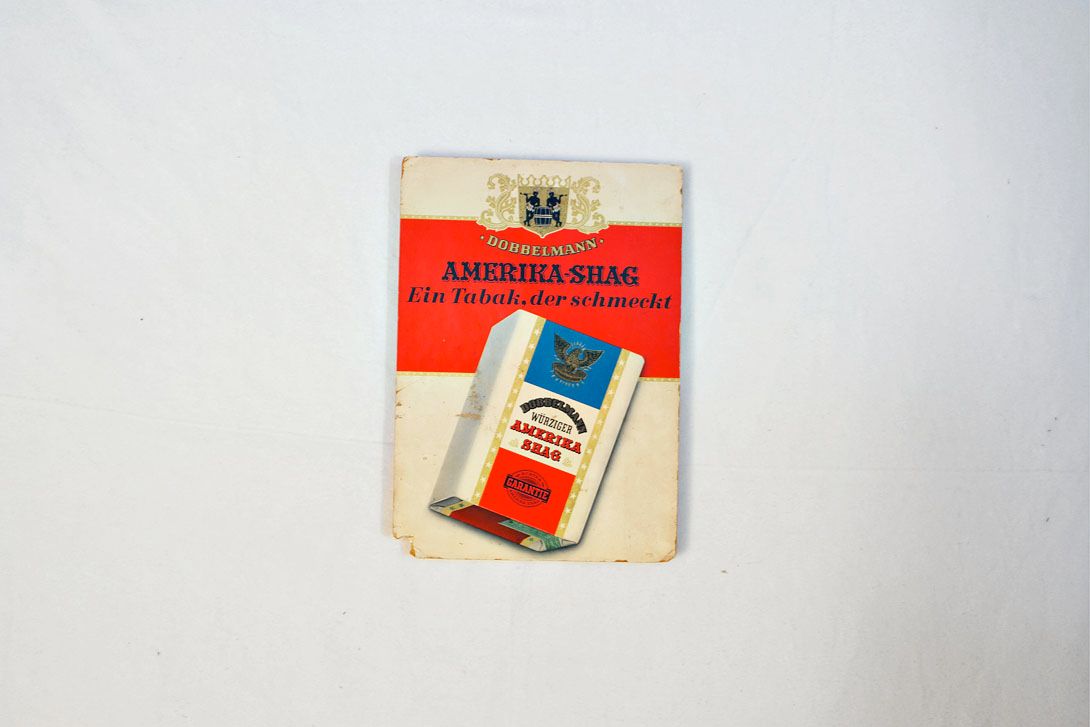 · DOBBELMANN ·
AMERIKA-SHAG
Ein Tabak, der schmeckt
DOBBELMANN
WÜRZIGER
AMERIKA
SHAG
GARANTIE